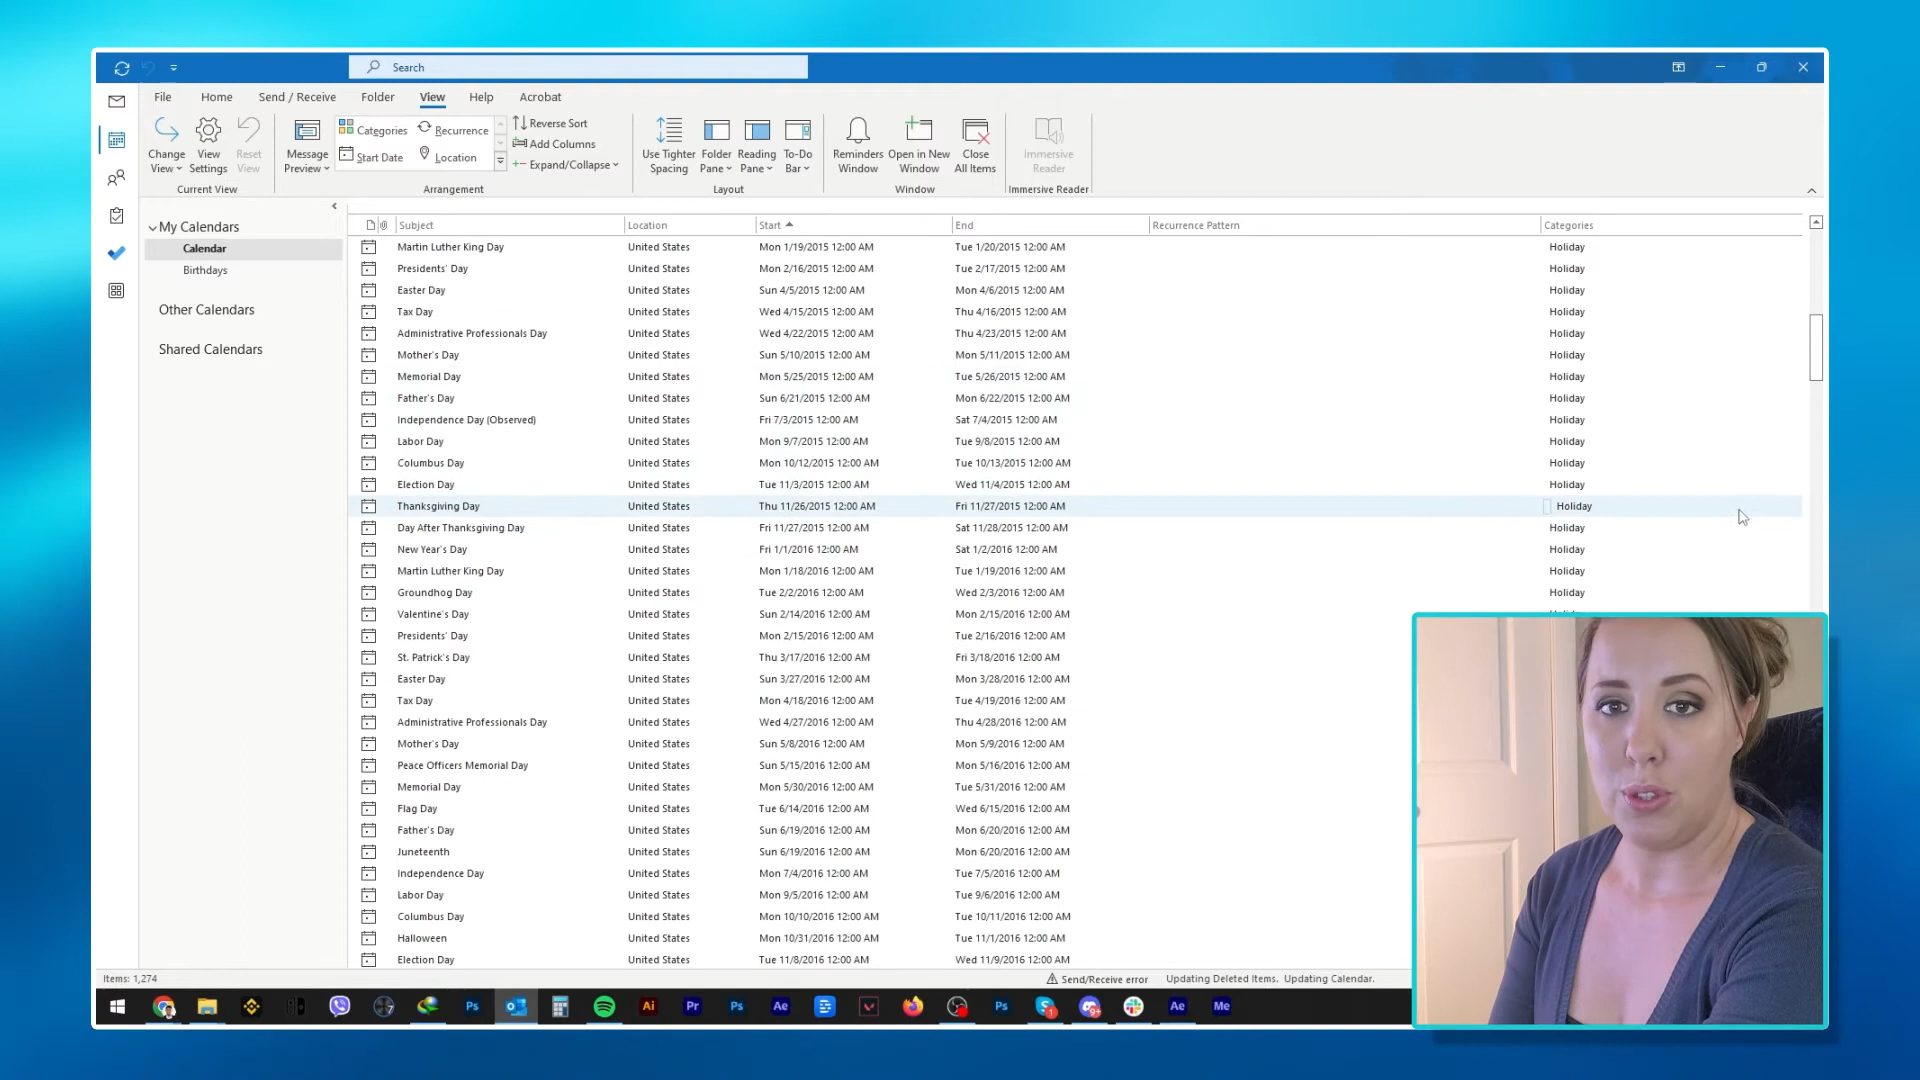 Search
File Home Send / Receive Folder View Help Acrobat
Change View View Settings Reset View
Current View
Message Preview
Categories Recurrence
Start Date Location
Reverse Sort
Add Columns
Expand/Collapse
Arrangement
Use Tighter Spacing Folder Pane Reading Pane To-Do Bar
Layout
Reminders Window Open in New Window Close All Items
Window
Immersive Reader
Immersive Reader
My Calendars
Calendar
Birthdays
Other Calendars
Shared Calendars
Subject Location Start End Recurrence Pattern Categories
Martin Luther King Day United States Mon 1/19/2015 12:00 AM Tue 1/20/2015 12:00 AM Holiday
Presidents' Day United States Mon 2/16/2015 12:00 AM Tue 2/17/2015 12:00 AM Holiday
Easter Day United States Sun 4/5/2015 12:00 AM Mon 4/6/2015 12:00 AM Holiday
Tax Day United States Wed 4/15/2015 12:00 AM Thu 4/16/2015 12:00 AM Holiday
Administrative Professionals Day United States Wed 4/22/2015 12:00 AM Thu 4/23/2015 12:00 AM Holiday
Mother's Day United States Sun 5/10/2015 12:00 AM Mon 5/11/2015 12:00 AM Holiday
Memorial Day United States Mon 5/25/2015 12:00 AM Tue 5/26/2015 12:00 AM Holiday
Father's Day United States Sun 6/21/2015 12:00 AM Mon 6/22/2015 12:00 AM Holiday
Independence Day (Observed) United States Fri 7/3/2015 12:00 AM Sat 7/4/2015 12:00 AM Holiday
Labor Day United States Mon 9/7/2015 12:00 AM Tue 9/8/2015 12:00 AM Holiday
Columbus Day United States Mon 10/12/2015 12:00 AM Tue 10/13/2015 12:00 AM Holiday
Election Day United States Tue 11/3/2015 12:00 AM Wed 11/4/2015 12:00 AM Holiday
Thanksgiving Day United States Thu 11/26/2015 12:00 AM Fri 11/27/2015 12:00 AM Holiday
Day After Thanksgiving Day United States Fri 11/27/2015 12:00 AM Sat 11/28/2015 12:00 AM Holiday
New Year's Day United States Fri 1/1/2016 12:00 AM Sat 1/2/2016 12:00 AM Holiday
Martin Luther King Day United States Mon 1/18/2016 12:00 AM Tue 1/19/2016 12:00 AM Holiday
Groundhog Day United States Tue 2/2/2016 12:00 AM Wed 2/3/2016 12:00 AM Holiday
Valentine's Day United States Sun 2/14/2016 12:00 AM Mon 2/15/2016 12:00 AM
Presidents' Day United States Mon 2/15/2016 12:00 AM Tue 2/16/2016 12:00 AM
St. Patrick's Day United States Thu 3/17/2016 12:00 AM Fri 3/18/2016 12:00 AM
Easter Day United States Sun 3/27/2016 12:00 AM Mon 3/28/2016 12:00 AM
Tax Day United States Mon 4/18/2016 12:00 AM Tue 4/19/2016 12:00 AM
Administrative Professionals Day United States Wed 4/27/2016 12:00 AM Thu 4/28/2016 12:00 AM
Mother's Day United States Sun 5/8/2016 12:00 AM Mon 5/9/2016 12:00 AM
Peace Officers Memorial Day United States Sun 5/15/2016 12:00 AM Mon 5/16/2016 12:00 AM
Memorial Day United States Mon 5/30/2016 12:00 AM Tue 5/31/2016 12:00 AM
Flag Day United States Tue 6/14/2016 12:00 AM Wed 6/15/2016 12:00 AM
Father's Day United States Sun 6/19/2016 12:00 AM Mon 6/20/2016 12:00 AM
Juneteenth United States Sun 6/19/2016 12:00 AM Mon 6/20/2016 12:00 AM
Independence Day United States Mon 7/4/2016 12:00 AM Tue 7/5/2016 12:00 AM
Labor Day United States Mon 9/5/2016 12:00 AM Tue 9/6/2016 12:00 AM
Columbus Day United States Mon 10/10/2016 12:00 AM Tue 10/11/2016 12:00 AM
Halloween United States Mon 10/31/2016 12:00 AM Tue 11/1/2016 12:00 AM
Election Day United States Tue 11/8/2016 12:00 AM Wed 11/9/2016 12:00 AM
Items: 1,274 Send/Receive error Updating Deleted Items. Updating Calendar.
Ps Ai Pr Ps Ae Ps Ae Me